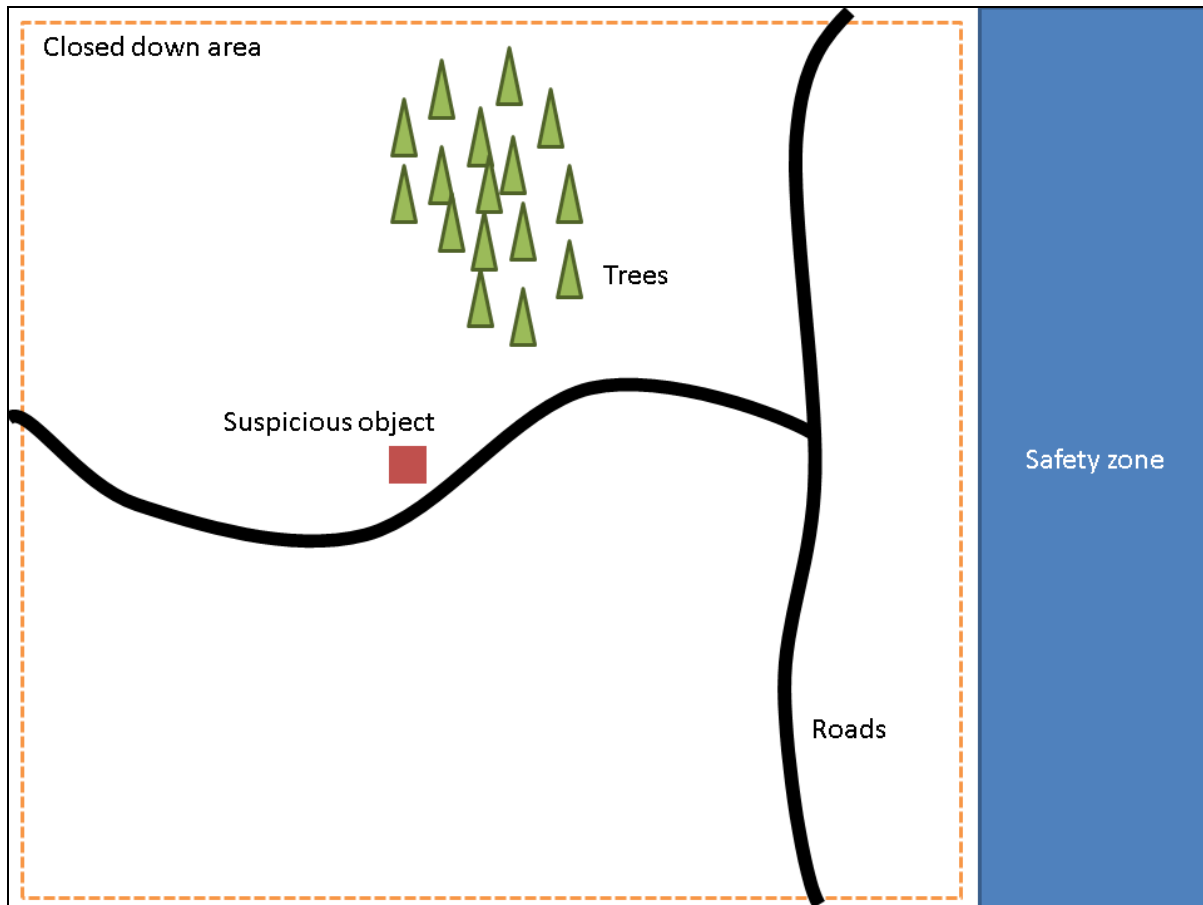 Closed down area
Trees
Suspicious object
Safety zone
Roads